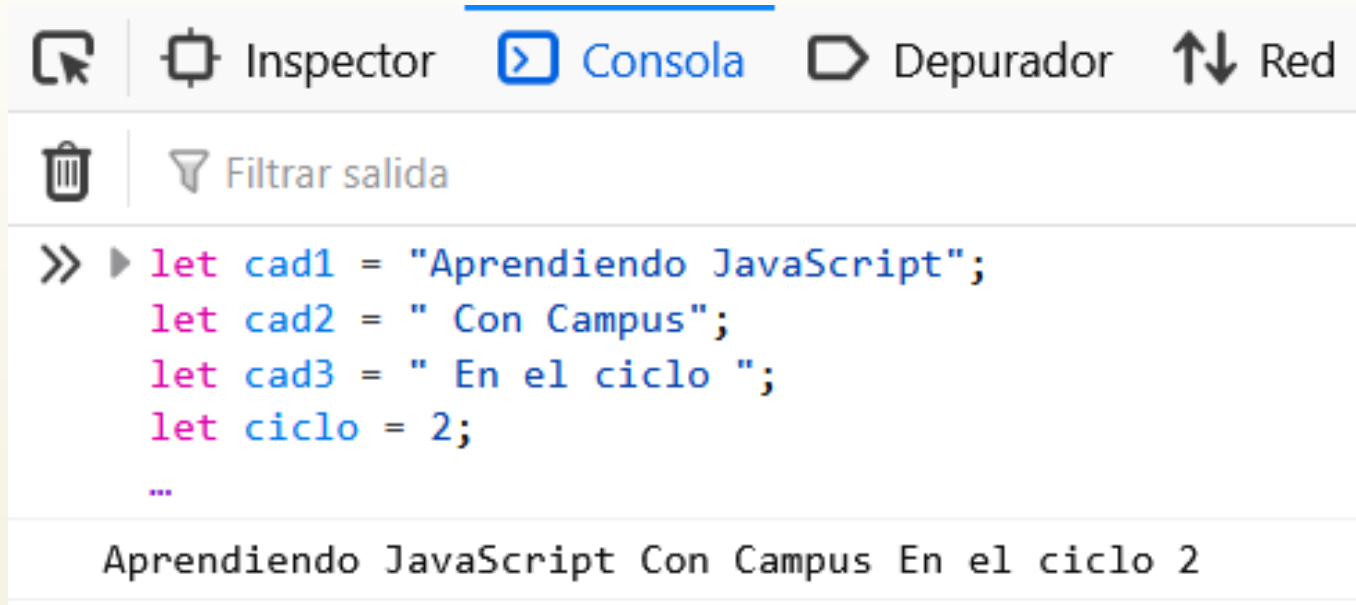 Inspector Consola Depurador Red
Filtrar salida
let cad1 = "Aprendiendo JavaScript";
let cad2 = " Con Campus";
let cad3 = " En el ciclo ";
let ciclo = 2;
…
Aprendiendo JavaScript Con Campus En el ciclo 2